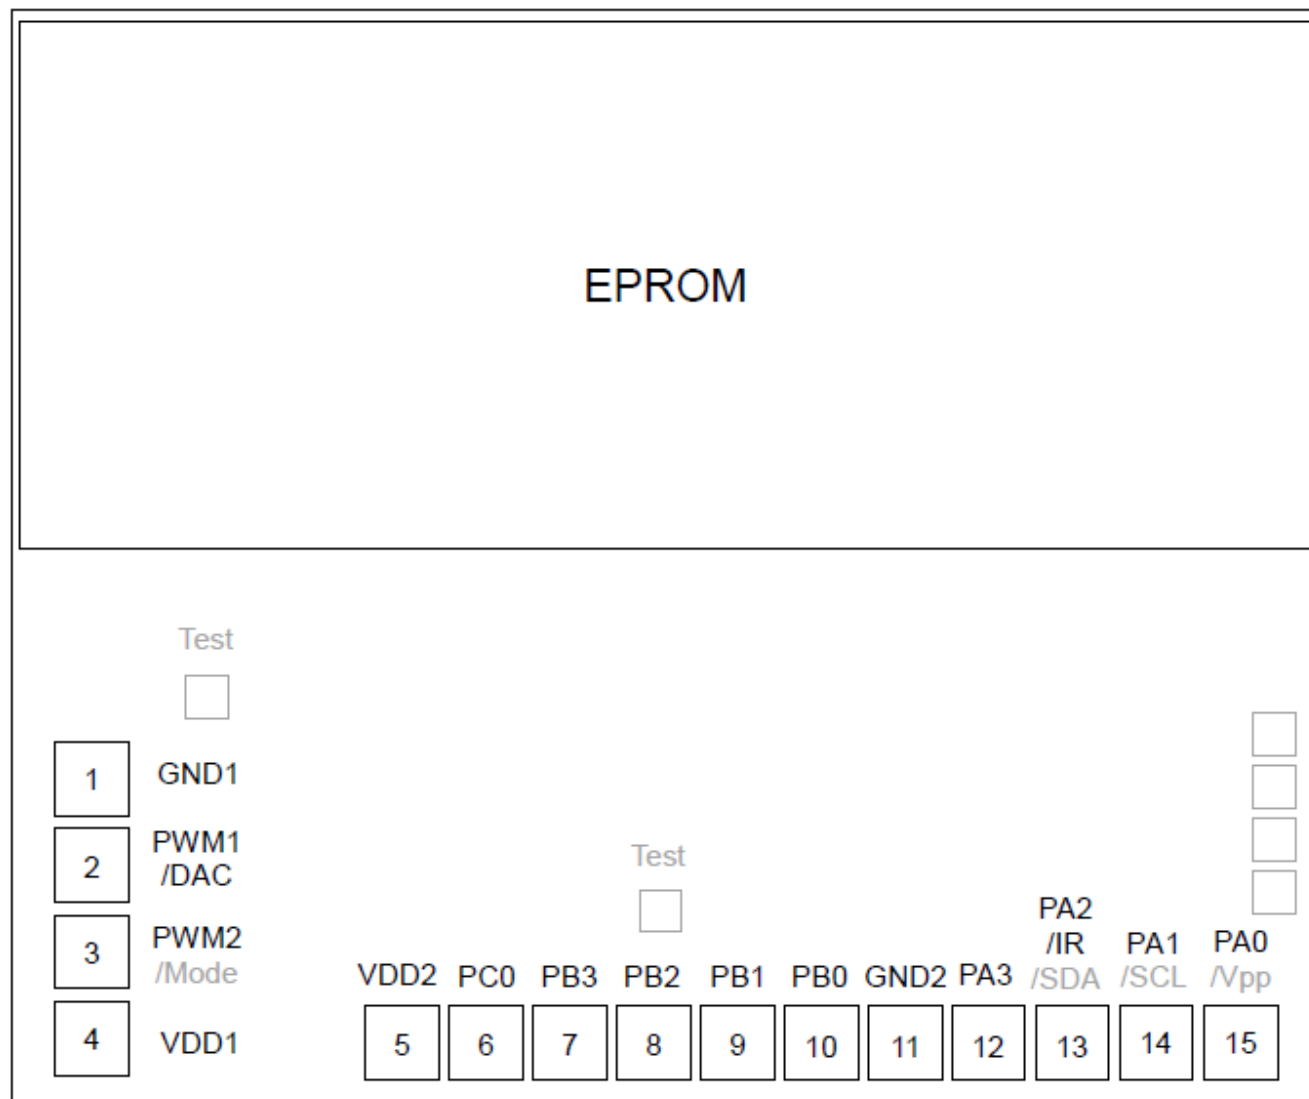 EPROM
Test
1 GND1
2 PWM1
/DAC
3 PWM2
/Mode
4 VDD1
Test
VDD2 PC0 PB3 PB2 PB1 PB0 GND2 PA3 PA2 /IR /SDA PA1 /SCL PA0 /Vpp
5 6 7 8 9 10 11 12 13 14 15